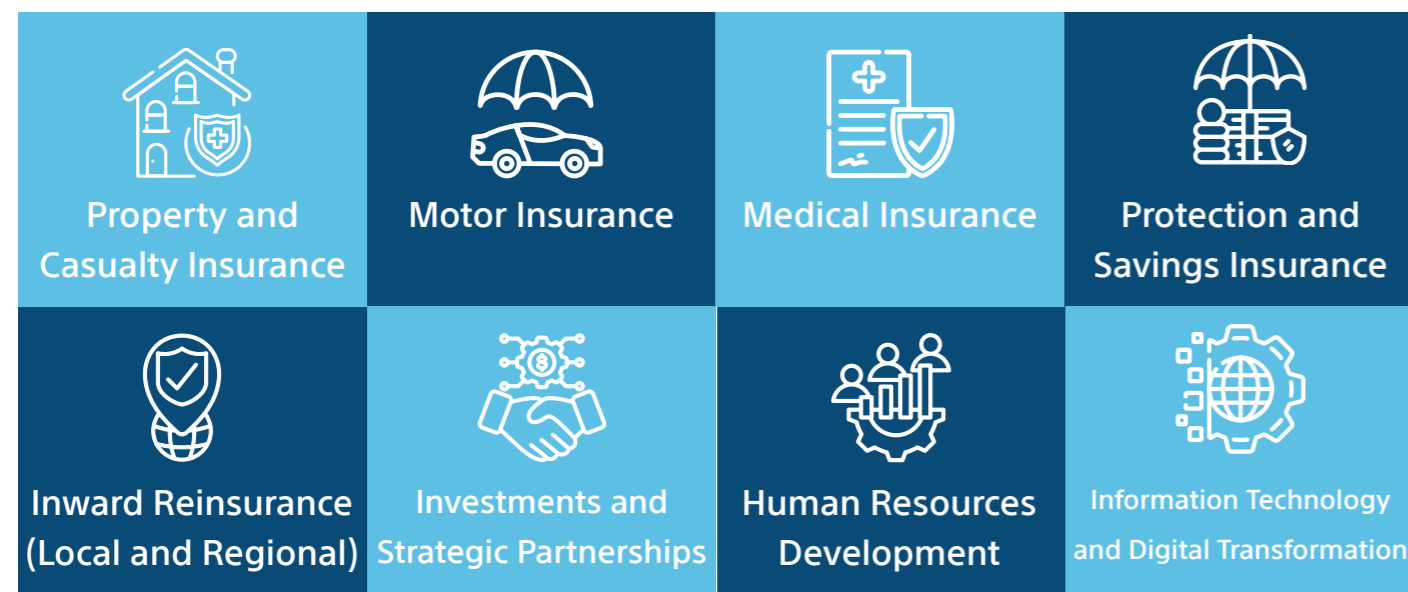 Property and
Casualty Insurance
Motor Insurance
Medical Insurance
Protection and
Savings Insurance
Inward Reinsurance
(Local and Regional)
Investments and
Strategic Partnerships
Human Resources
Development
Information Technology
and Digital Transformation